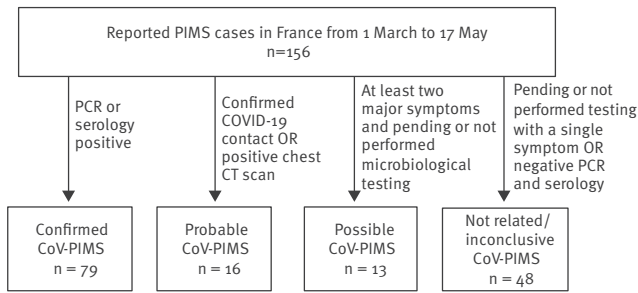 Reported PIMS cases in France from 1 March to 17 May
n=156
PCR or
serology
positive
Confirmed
COVID-19
contact OR
positive chest
CT scan
At least two
major symptoms
and pending or not
performed
microbiological
testing
Pending or not
performed testing
with a single
symptom OR
negative PCR
and serology
Confirmed
CoV-PIMS
n = 79
Probable
CoV-PIMS
n = 16
Possible
CoV-PIMS
n = 13
Not related/
inconclusive
CoV-PIMS
n = 48